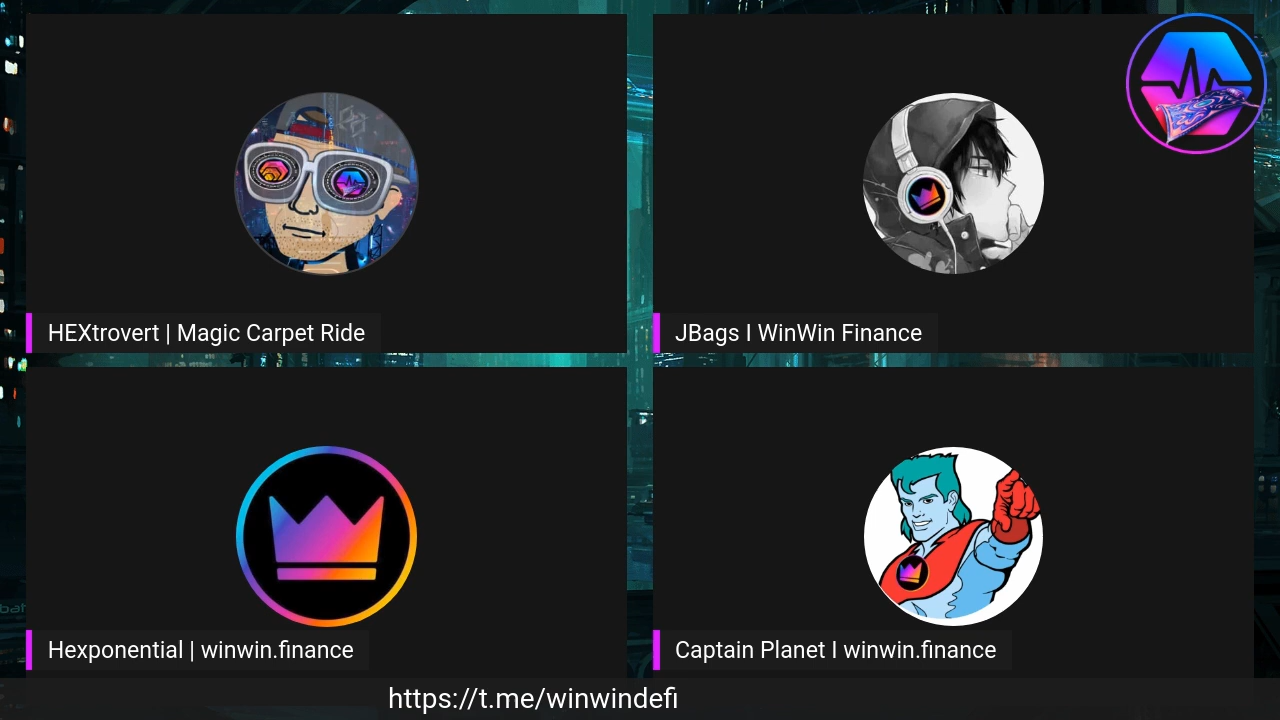 HEXtrovert | Magic Carpet Ride
JBags I WinWin Finance
Hexponential | winwin.finance
Captain Planet I winwin.finance
https://t.me/winwindefi